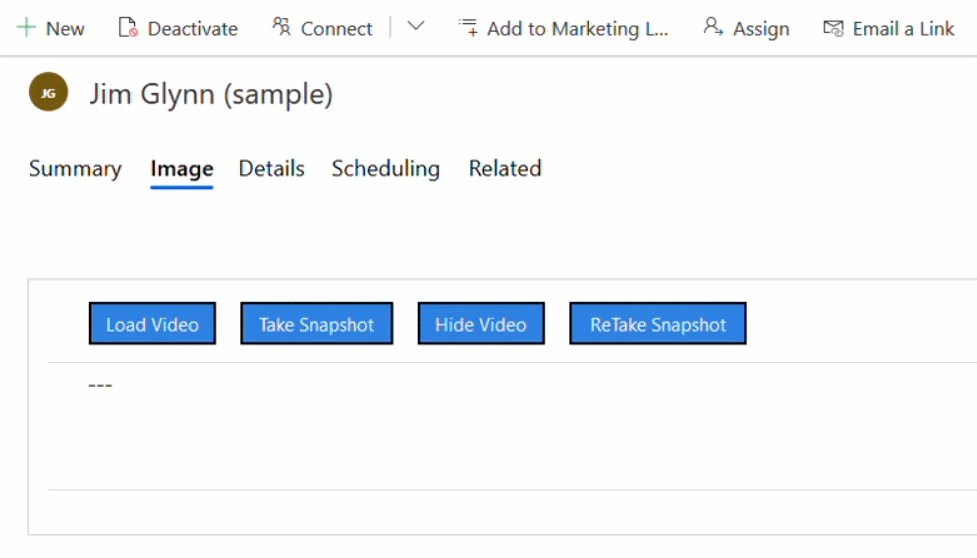 New Deactivate Connect Add to Marketing L... Assign Email a Link
JG Jim Glynn (sample)
Summary Image Details Scheduling Related
Load Video Take Snapshot Hide Video ReTake Snapshot
---